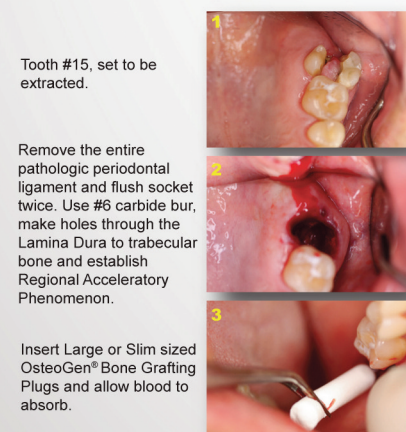 1
Tooth #15, set to be
extracted.
2
Remove the entire
pathologic periodontal
ligament and flush socket
twice. Use #6 carbide bur,
make holes through the
Lamina Dura to trabecular
bone and establish
Regional Acceleratory
Phenomenon.
3
Insert Large or Slim sized
OsteoGen® Bone Grafting
Plugs and allow blood to
absorb.